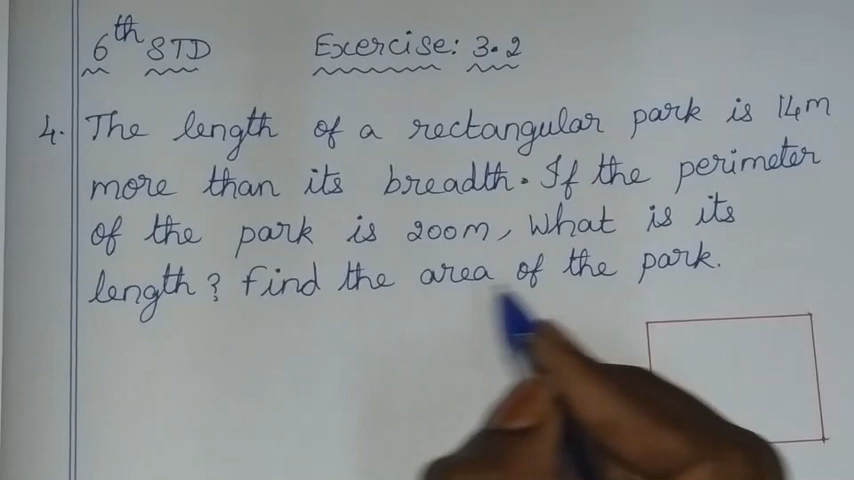 6th STD Exercise: 3.2
4. The length of a rectangular park is 14m
more than its breadth. If the perimeter
of the park is 200m, What is its
length? find the area of the park.